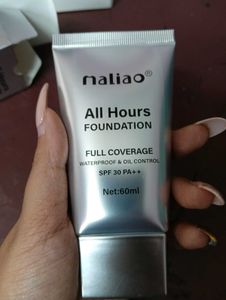 maliao®
All Hours
FOUNDATION
FULL COVERAGE
WATERPROOF & OIL CONTROL
SPF 30 PA++
Net:60ml